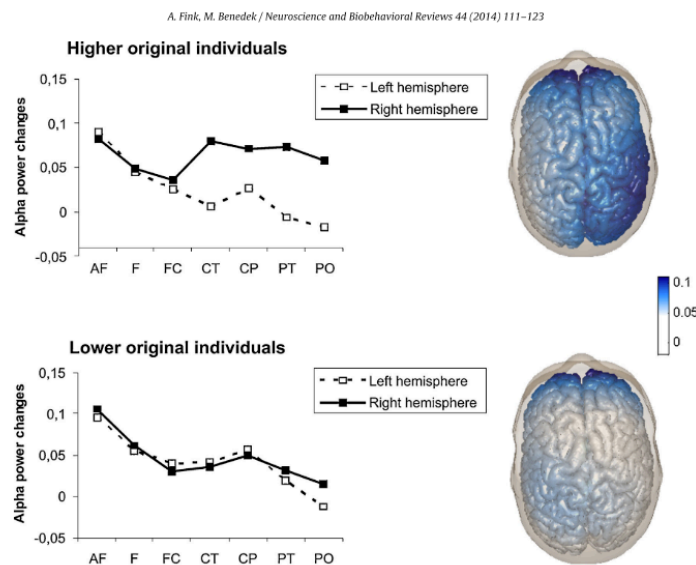 A. Fink, M. Benedek / Neuroscience and Biobehavioral Reviews 44 (2014) 111–123
Higher original individuals
0,15
0,1
0,05
0
-0,05
Alpha power changes
AF F FC CT CP PT PO
Left hemisphere
Right hemisphere
0.1
0.05
0
Lower original individuals
0,15
0,1
0,05
0
-0,05
Alpha power changes
AF F FC CT CP PT PO
Left hemisphere
Right hemisphere